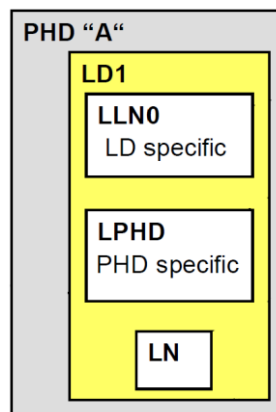 PHD “A“
LD1
LLN0
LD specific
LPHD
PHD specific
LN